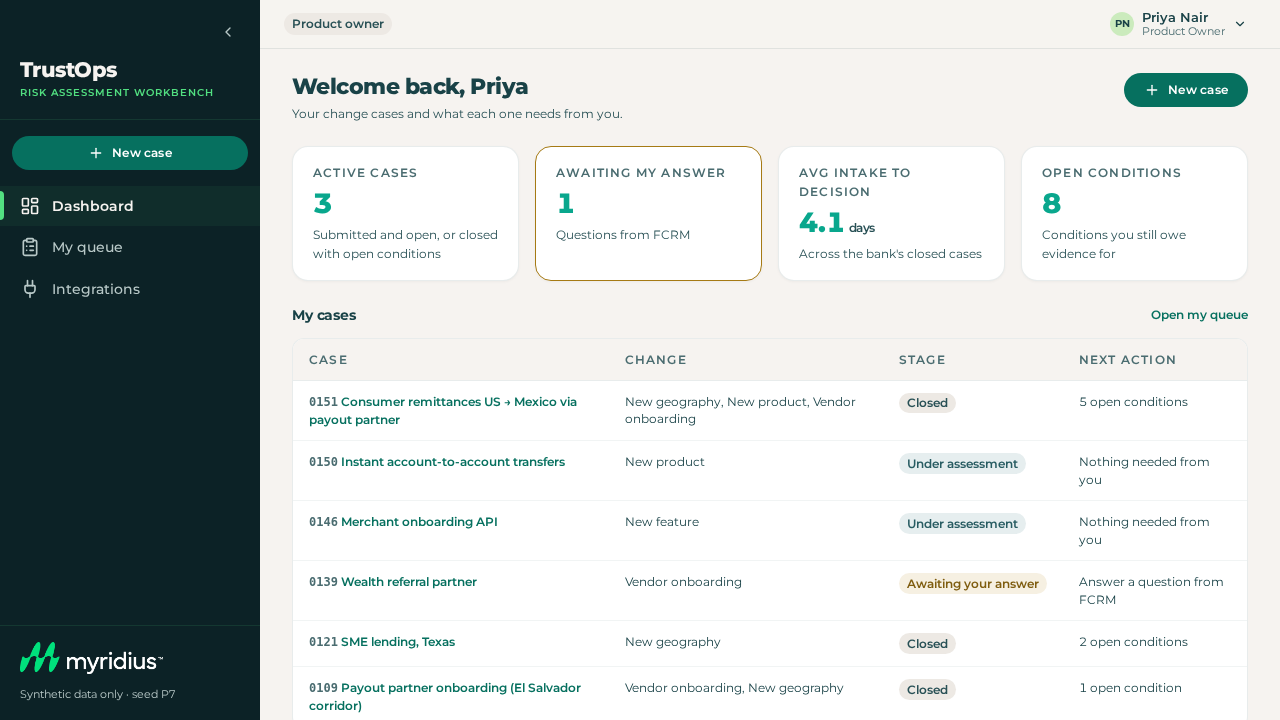 TrustOps
RISK ASSESSMENT WORKBENCH
New case
Dashboard
My queue
Integrations
myridius™
Synthetic data only · seed P7
Product owner
PN
Priya Nair
Product Owner
Welcome back, Priya
Your change cases and what each one needs from you.
New case
ACTIVE CASES
3
Submitted and open, or closed
with open conditions
AWAITING MY ANSWER
1
Questions from FCRM
AVG INTAKE TO
DECISION
4.1 days
Across the bank's closed cases
OPEN CONDITIONS
8
Conditions you still owe
evidence for
My cases
Open my queue
CASE CHANGE STAGE NEXT ACTION
0151 Consumer remittances US → Mexico via
payout partner
New geography, New product, Vendor
onboarding
Closed
5 open conditions
0150 Instant account-to-account transfers
New product
Under assessment
Nothing needed from
you
0146 Merchant onboarding API
New feature
Under assessment
Nothing needed from
you
0139 Wealth referral partner
Vendor onboarding
Awaiting your answer
Answer a question from
FCRM
0121 SME lending, Texas
New geography
Closed
2 open conditions
0109 Payout partner onboarding (El Salvador
corridor)
Vendor onboarding, New geography
Closed
1 open condition